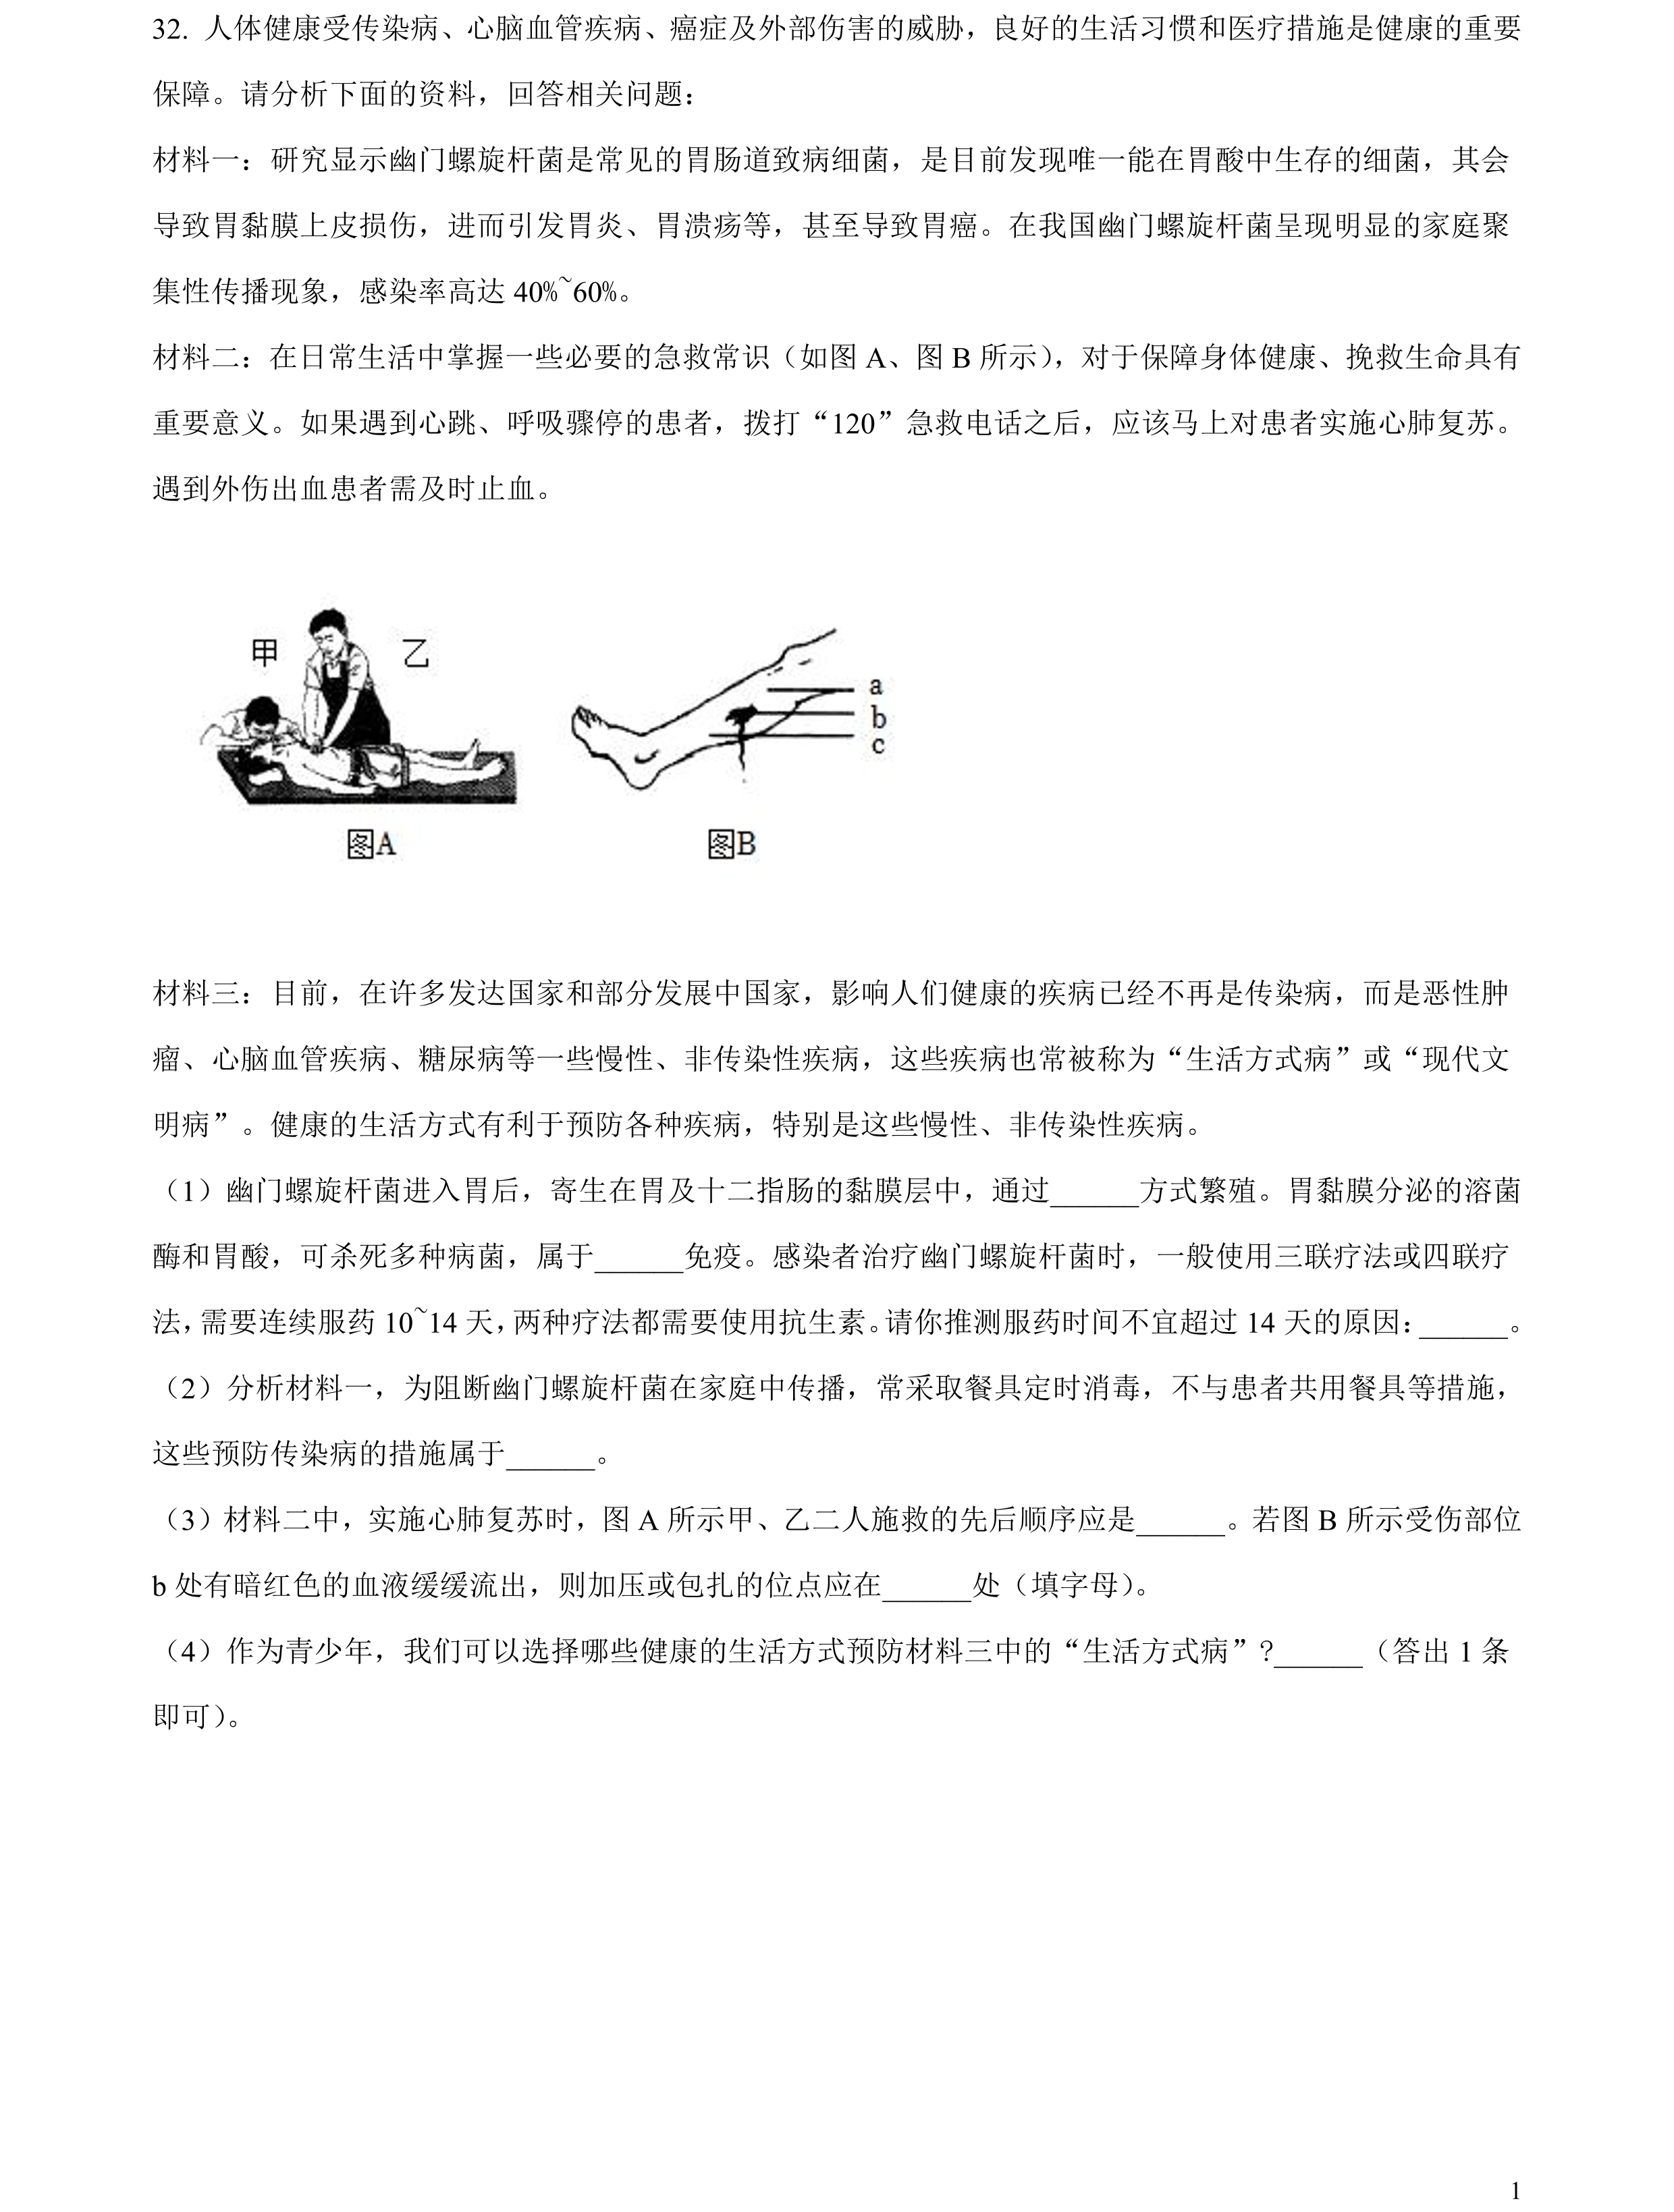 32. 人体健康受传染病、心脑血管疾病、癌症及外部伤害的威胁，良好的生活习惯和医疗措施是健康的重要
保障。请分析下面的资料，回答相关问题：
材料一：研究显示幽门螺旋杆菌是常见的胃肠道致病细菌，是目前发现唯一能在胃酸中生存的细菌，其会
导致胃黏膜上皮损伤，进而引发胃炎、胃溃疡等，甚至导致胃癌。在我国幽门螺旋杆菌呈现明显的家庭聚
集性传播现象，感染率高达 40%~60%。
材料二：在日常生活中掌握一些必要的急救常识（如图 A、图 B 所示），对于保障身体健康、挽救生命具有
重要意义。如果遇到心跳、呼吸骤停的患者，拨打“120”急救电话之后，应该马上对患者实施心肺复苏。
遇到外伤出血患者需及时止血。
甲 乙
a
b
c
图A 图B
材料三：目前，在许多发达国家和部分发展中国家，影响人们健康的疾病已经不再是传染病，而是恶性肿
瘤、心脑血管疾病、糖尿病等一些慢性、非传染性疾病，这些疾病也常被称为“生活方式病”或“现代文
明病”。健康的生活方式有利于预防各种疾病，特别是这些慢性、非传染性疾病。
（1）幽门螺旋杆菌进入胃后，寄生在胃及十二指肠的黏膜层中，通过______方式繁殖。胃黏膜分泌的溶菌
酶和胃酸，可杀死多种病菌，属于______免疫。感染者治疗幽门螺旋杆菌时，一般使用三联疗法或四联疗
法，需要连续服药 10~14 天，两种疗法都需要使用抗生素。请你推测服药时间不宜超过 14 天的原因：______。
（2）分析材料一，为阻断幽门螺旋杆菌在家庭中传播，常采取餐具定时消毒，不与患者共用餐具等措施，
这些预防传染病的措施属于______。
（3）材料二中，实施心肺复苏时，图 A 所示甲、乙二人施救的先后顺序应是______。若图 B 所示受伤部位
b 处有暗红色的血液缓缓流出，则加压或包扎的位点应在______处（填字母）。
（4）作为青少年，我们可以选择哪些健康的生活方式预防材料三中的“生活方式病”?______（答出 1 条
即可）。
1